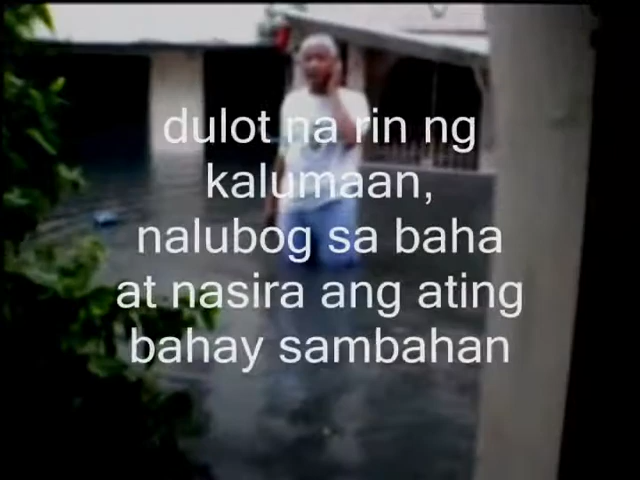 dulot na rin ng
kalumaan,
nalubog sa baha
at nasira ang ating
bahay sambahan